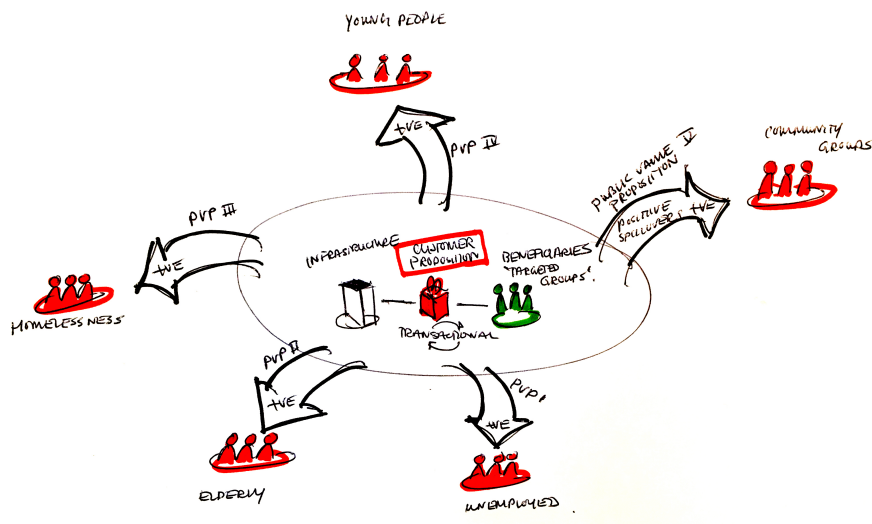 YOUNG PEOPLE
+VE
PVP IV
COMMUNITY
GROUPS
PUBLIC VALUE V
PROPOSITION
POSITIVE
SPILLOVERS
+VE
PVP III
+VE
HOMELESSNESS
INFRASTRUCTURE
CUSTOMER
PROPOSITION
BENEFICIARIES
'TARGETED
GROUPS'.
TRANSACTIONAL
PVP II
+VE
ELDERLY
PVP I
+VE
UNEMPLOYED.